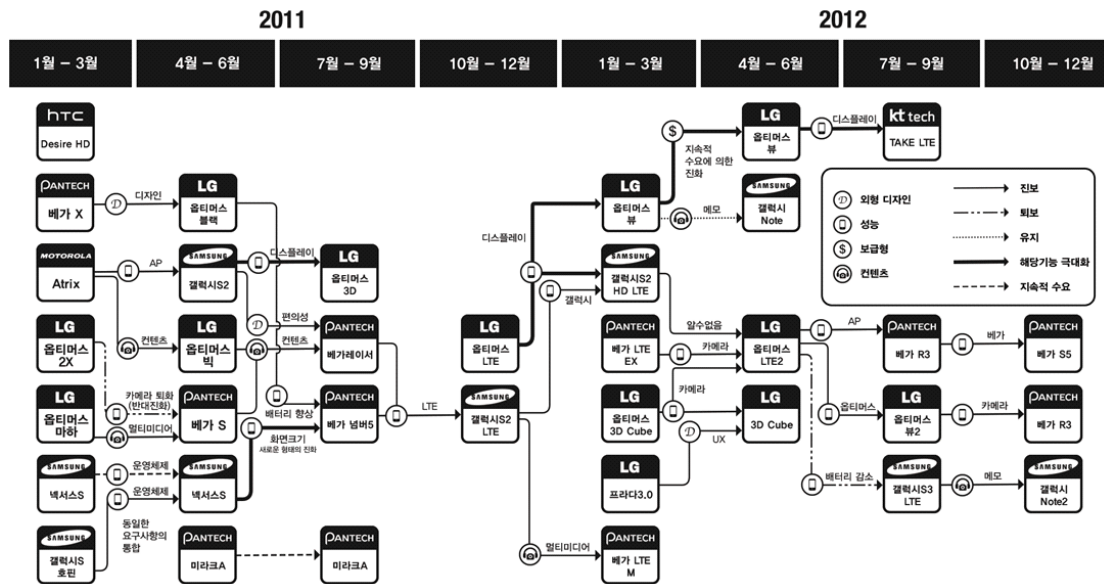 2011
2012
1월 – 3월
4월 – 6월
7월 – 9월
10월 – 12월
1월 – 3월
4월 – 6월
7월 – 9월
10월 – 12월
hTC
Desire HD
PANTECH
베가 X
디자인
LG
옵티머스
블랙
MOTOROLA
Atrix
AP
SAMSUNG
갤럭시S2
디스플레이
LG
옵티머스
3D
편의성
컨텐츠
LG
옵티머스
2X
LG
옵티머스
빅
컨텐츠
PANTECH
베가레이서
카메라 퇴화
(반대진화)
LG
옵티머스
마하
멀티미디어
PANTECH
베가 S
배터리 향상
PANTECH
베가 넘버5
화면크기
새로운 형태의 진화
SAMSUNG
넥서스S
운영체제
운영체제
SAMSUNG
넥서스S
동일한
요구사항의
통합
SAMSUNG
갤럭시S
호핀
PANTECH
미라크A
PANTECH
미라크A
LTE
LG
옵티머스
LTE
SAMSUNG
갤럭시S2
LTE
디스플레이
갤럭시
멀티미디어
LG
옵티머스
뷰
지속적
수요에 의한
진화
메모
LG
옵티머스
뷰
디스플레이
kt tech
TAKE LTE
SAMSUNG
갤럭시
Note
SAMSUNG
갤럭시S2
HD LTE
알수없음
PANTECH
베가 LTE
EX
카메라
LG
옵티머스
LTE2
카메라
LG
옵티머스
3D Cube
LG
3D Cube
UX
LG
프라다3.0
PANTECH
베가 LTE
M
AP
PANTECH
베가 R3
베가
PANTECH
베가 S5
옵티머스
LG
옵티머스
뷰2
카메라
PANTECH
베가 R3
배터리 감소
SAMSUNG
갤럭시S3
LTE
메모
SAMSUNG
갤럭시
Note2
D 외형 디자인
진보
성능
퇴보
$ 보급형
유지
컨텐츠
해당기능 극대화
지속적 수요